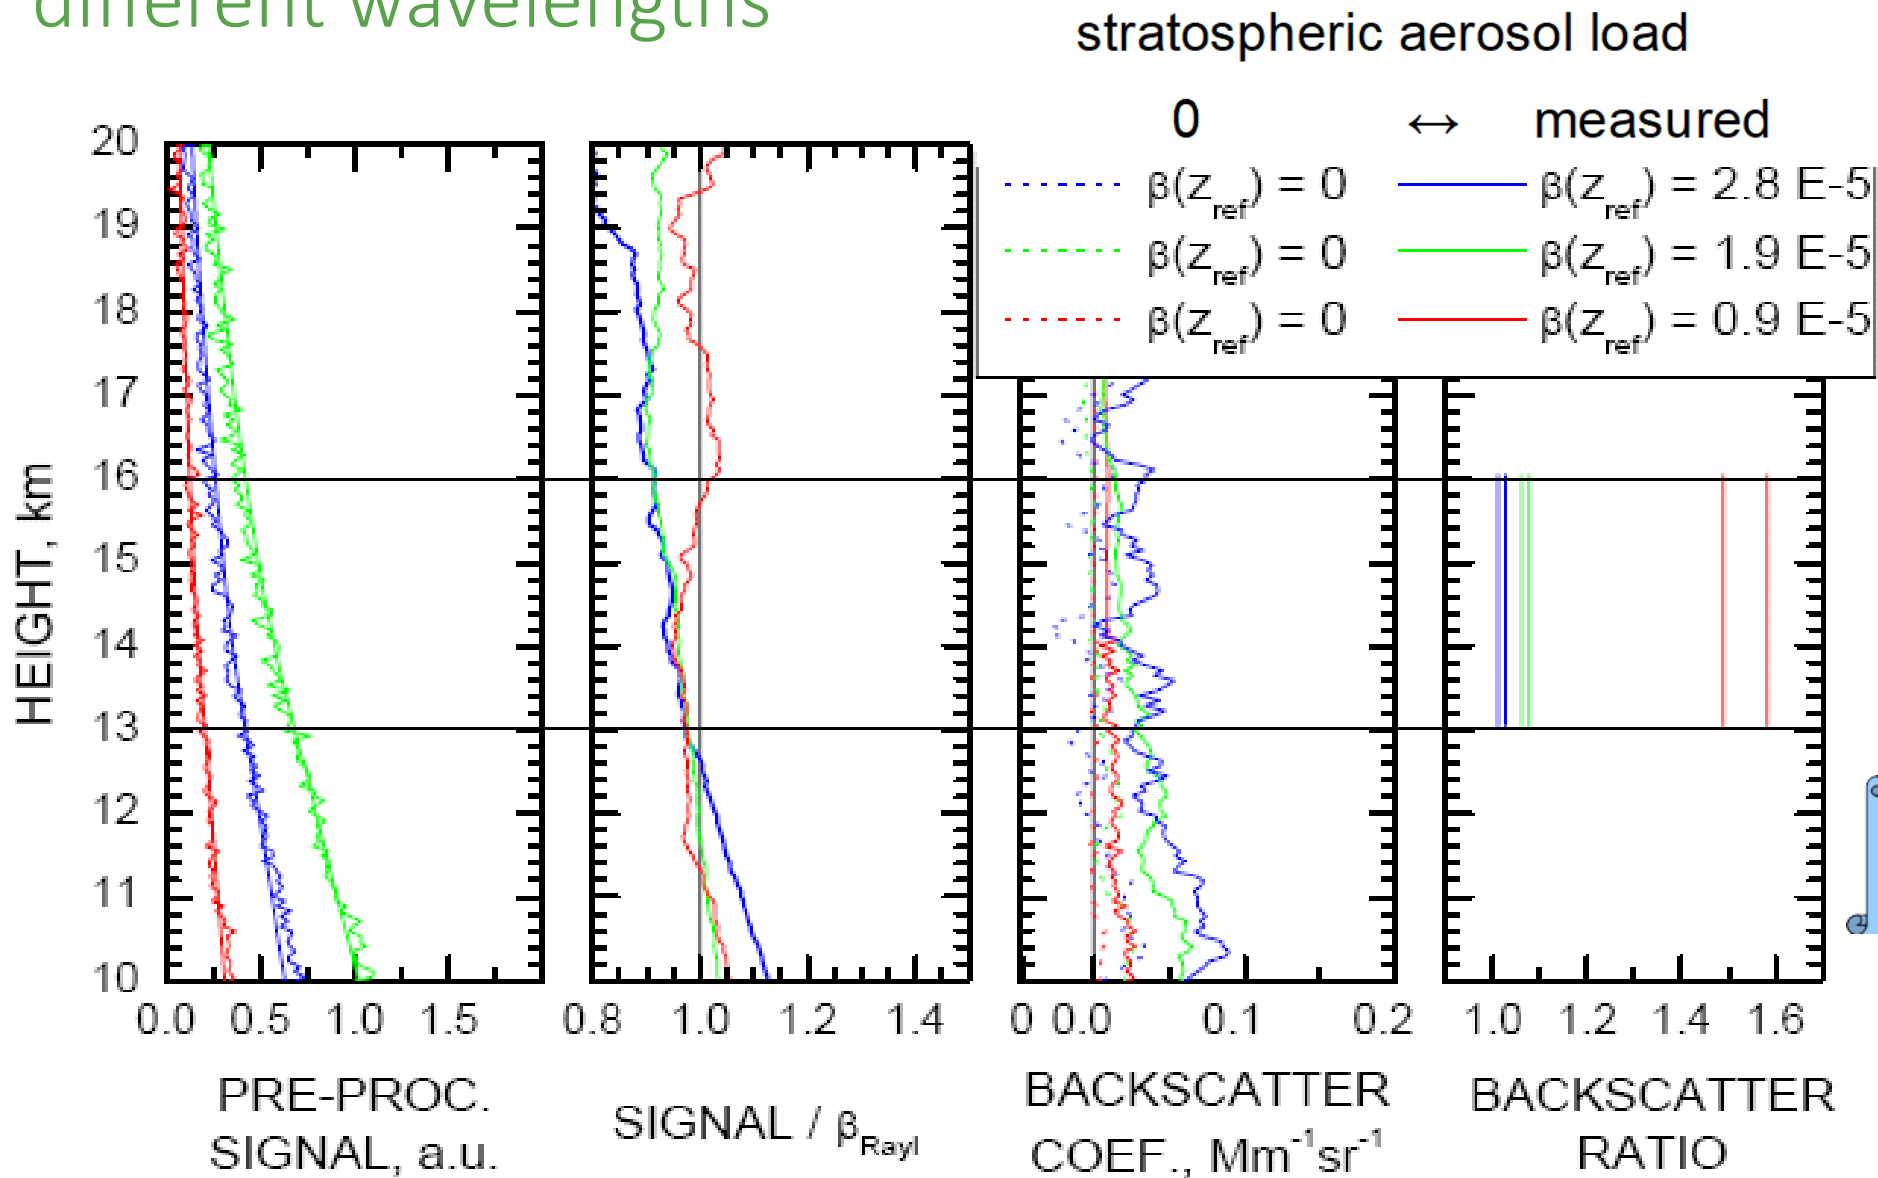 different wavelengths
stratospheric aerosol load
0 ↔ measured
β(z_ref) = 0 β(z_ref) = 2.8 E-5
β(z_ref) = 0 β(z_ref) = 1.9 E-5
β(z_ref) = 0 β(z_ref) = 0.9 E-5
HEIGHT, km
20
19
18
17
16
15
14
13
12
11
10
0.0 0.5 1.0 1.5
0.8 1.0 1.2 1.4
0 0.0 0.1 0.2
1.0 1.2 1.4 1.6
PRE-PROC.
SIGNAL, a.u.
SIGNAL / β_Rayl
BACKSCATTER
COEF., Mm⁻¹sr⁻¹
BACKSCATTER
RATIO